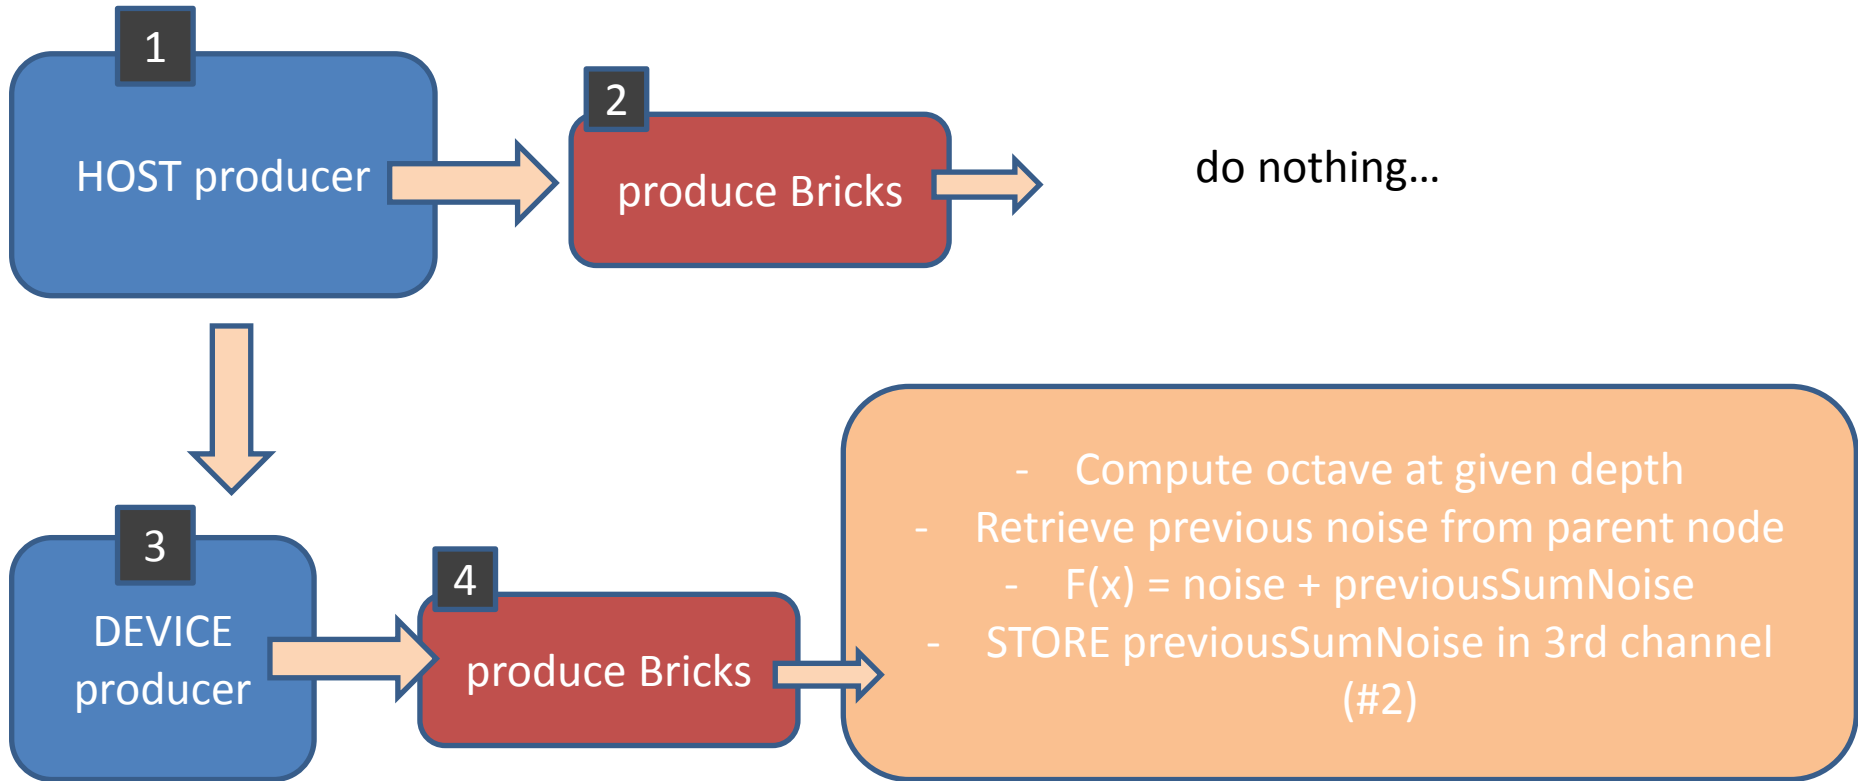 1
HOST producer
2
produce Bricks
do nothing…
3
DEVICE
producer
4
produce Bricks
- Compute octave at given depth
- Retrieve previous noise from parent node
- F(x) = noise + previousSumNoise
- STORE previousSumNoise in 3rd channel
(#2)